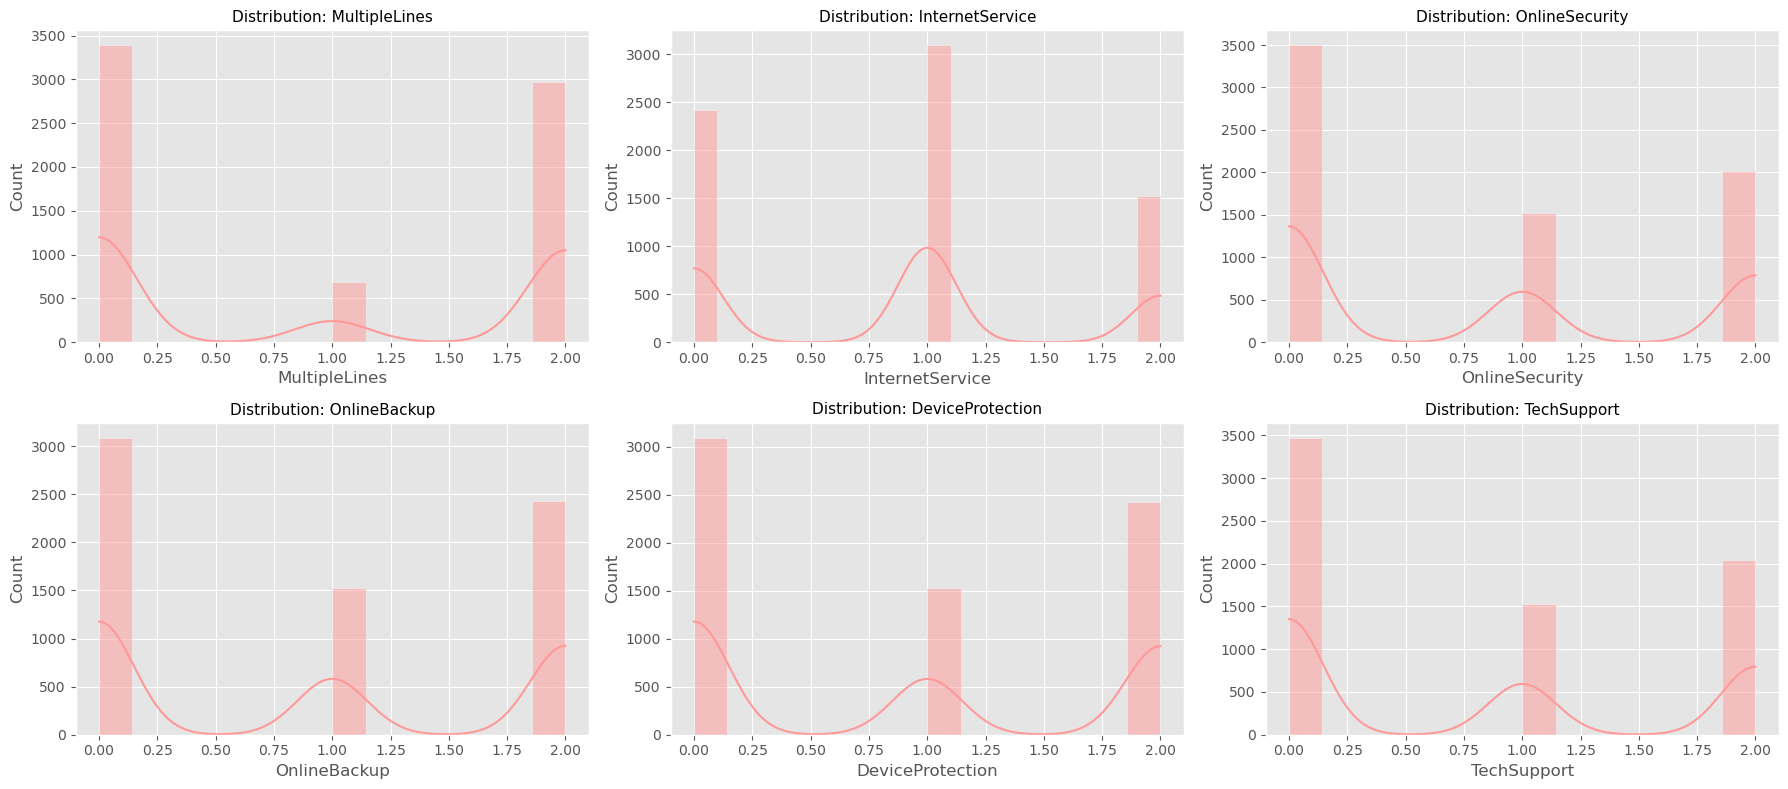 Distribution: MultipleLines
3500
3000
2500
2000
1500
1000
500
0
Count
0.00 0.25 0.50 0.75 1.00 1.25 1.50 1.75 2.00
MultipleLines
Distribution: InternetService
3000
2500
2000
1500
1000
500
0
Count
0.00 0.25 0.50 0.75 1.00 1.25 1.50 1.75 2.00
InternetService
Distribution: OnlineSecurity
3500
3000
2500
2000
1500
1000
500
0
Count
0.00 0.25 0.50 0.75 1.00 1.25 1.50 1.75 2.00
OnlineSecurity
Distribution: OnlineBackup
3000
2500
2000
1500
1000
500
0
Count
0.00 0.25 0.50 0.75 1.00 1.25 1.50 1.75 2.00
OnlineBackup
Distribution: DeviceProtection
3000
2500
2000
1500
1000
500
0
Count
0.00 0.25 0.50 0.75 1.00 1.25 1.50 1.75 2.00
DeviceProtection
Distribution: TechSupport
3500
3000
2500
2000
1500
1000
500
0
Count
0.00 0.25 0.50 0.75 1.00 1.25 1.50 1.75 2.00
TechSupport